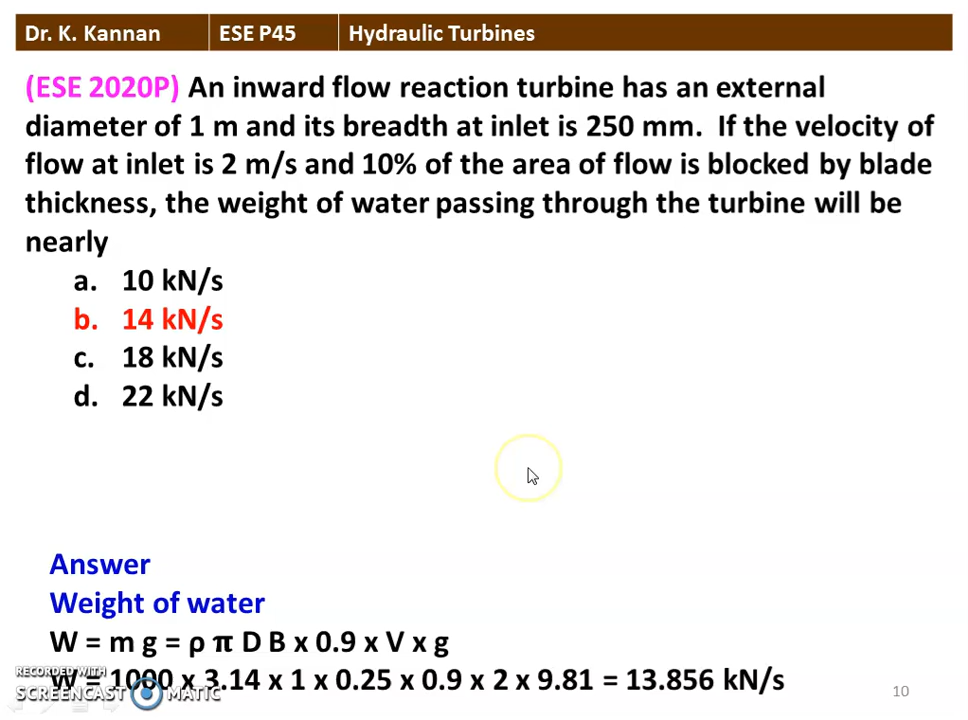 Dr. K. Kannan ESE P45 Hydraulic Turbines
(ESE 2020P) An inward flow reaction turbine has an external
diameter of 1 m and its breadth at inlet is 250 mm. If the velocity of
flow at inlet is 2 m/s and 10% of the area of flow is blocked by blade
thickness, the weight of water passing through the turbine will be
nearly
a. 10 kN/s
b. 14 kN/s
c. 18 kN/s
d. 22 kN/s
Answer
Weight of water
W = m g = ρ π D B x 0.9 x V x g
W = 1000 x 3.14 x 1 x 0.25 x 0.9 x 2 x 9.81 = 13.856 kN/s
RECORDED WITH
SCREENCAST MATIC
10